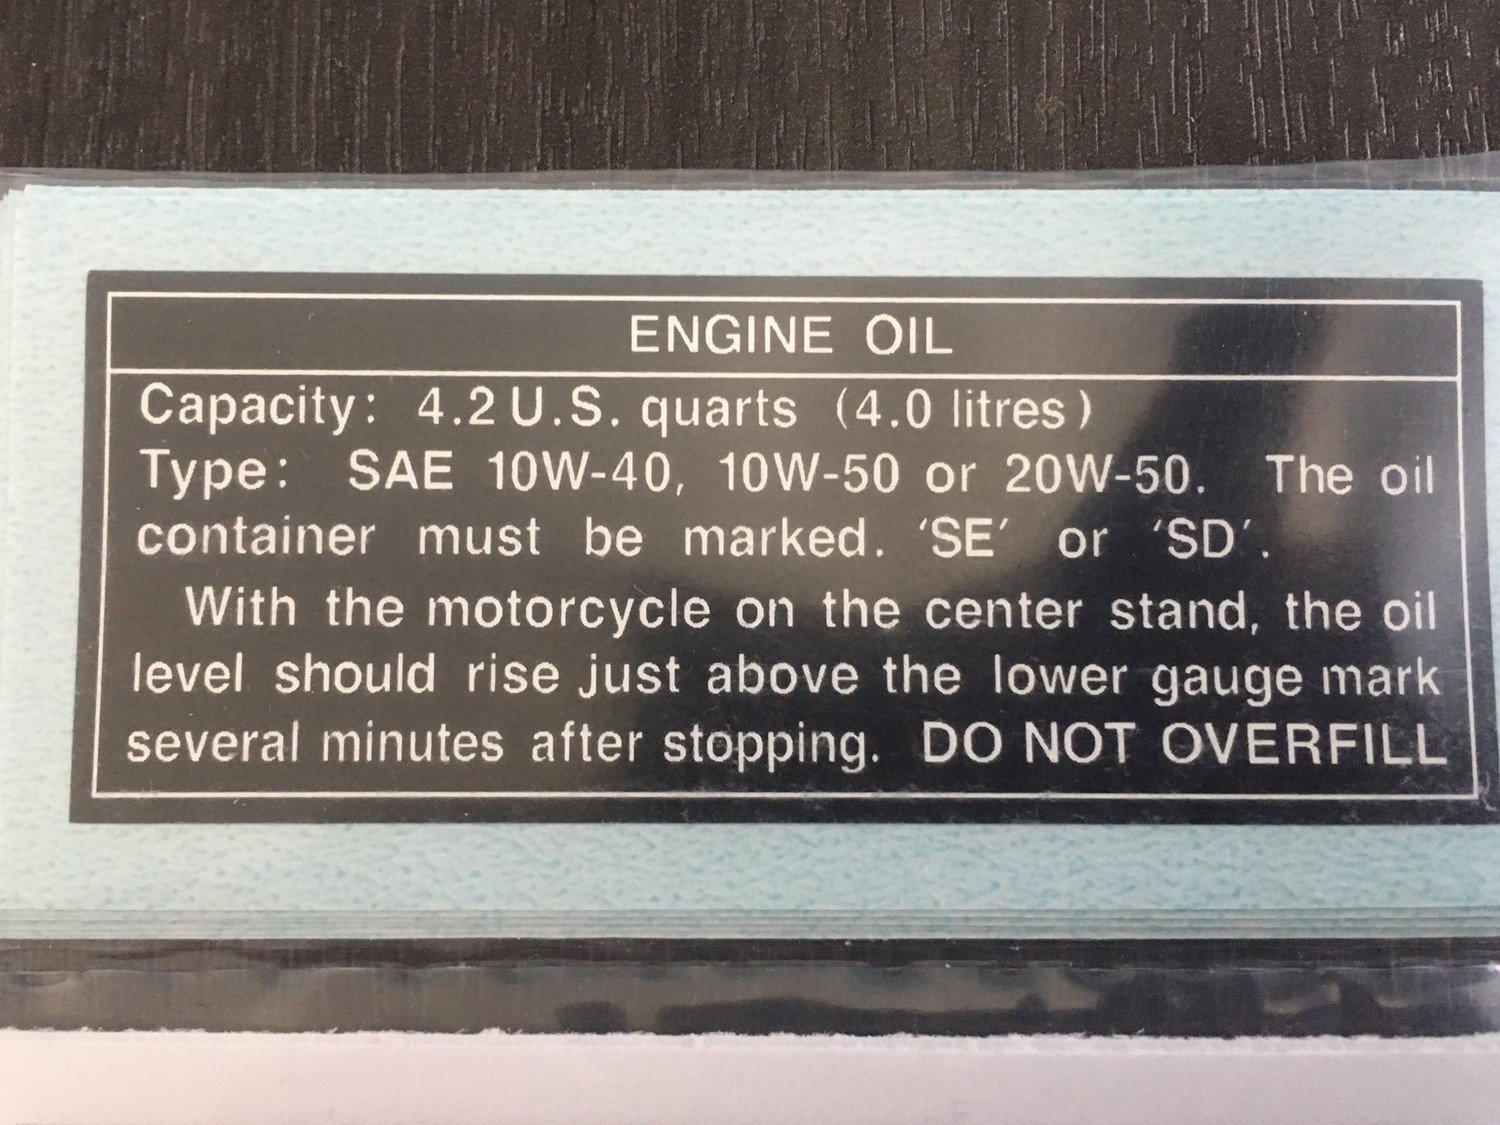 ENGINE OIL
Capacity: 4.2 U.S. quarts (4.0 litres)
Type: SAE 10W-40, 10W-50 or 20W-50. The oil
container must be marked. ‘SE’ or ‘SD’.
With the motorcycle on the center stand, the oil
level should rise just above the lower gauge mark
several minutes after stopping. DO NOT OVERFILL